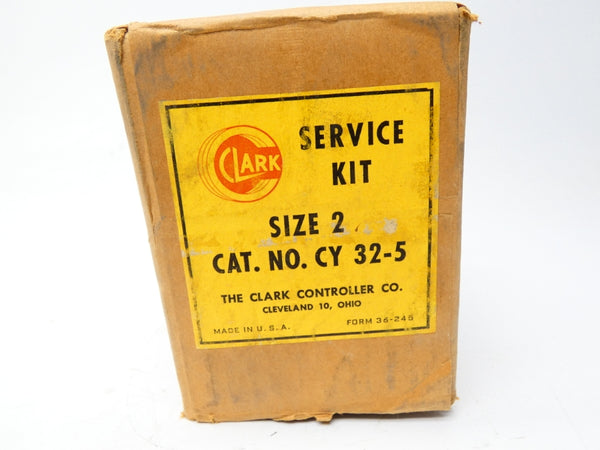 CLARK
SERVICE
KIT
SIZE 2
CAT. NO. CY 32-5
THE CLARK CONTROLLER CO.
CLEVELAND 10, OHIO
MADE IN U.S.A. FORM 36-245